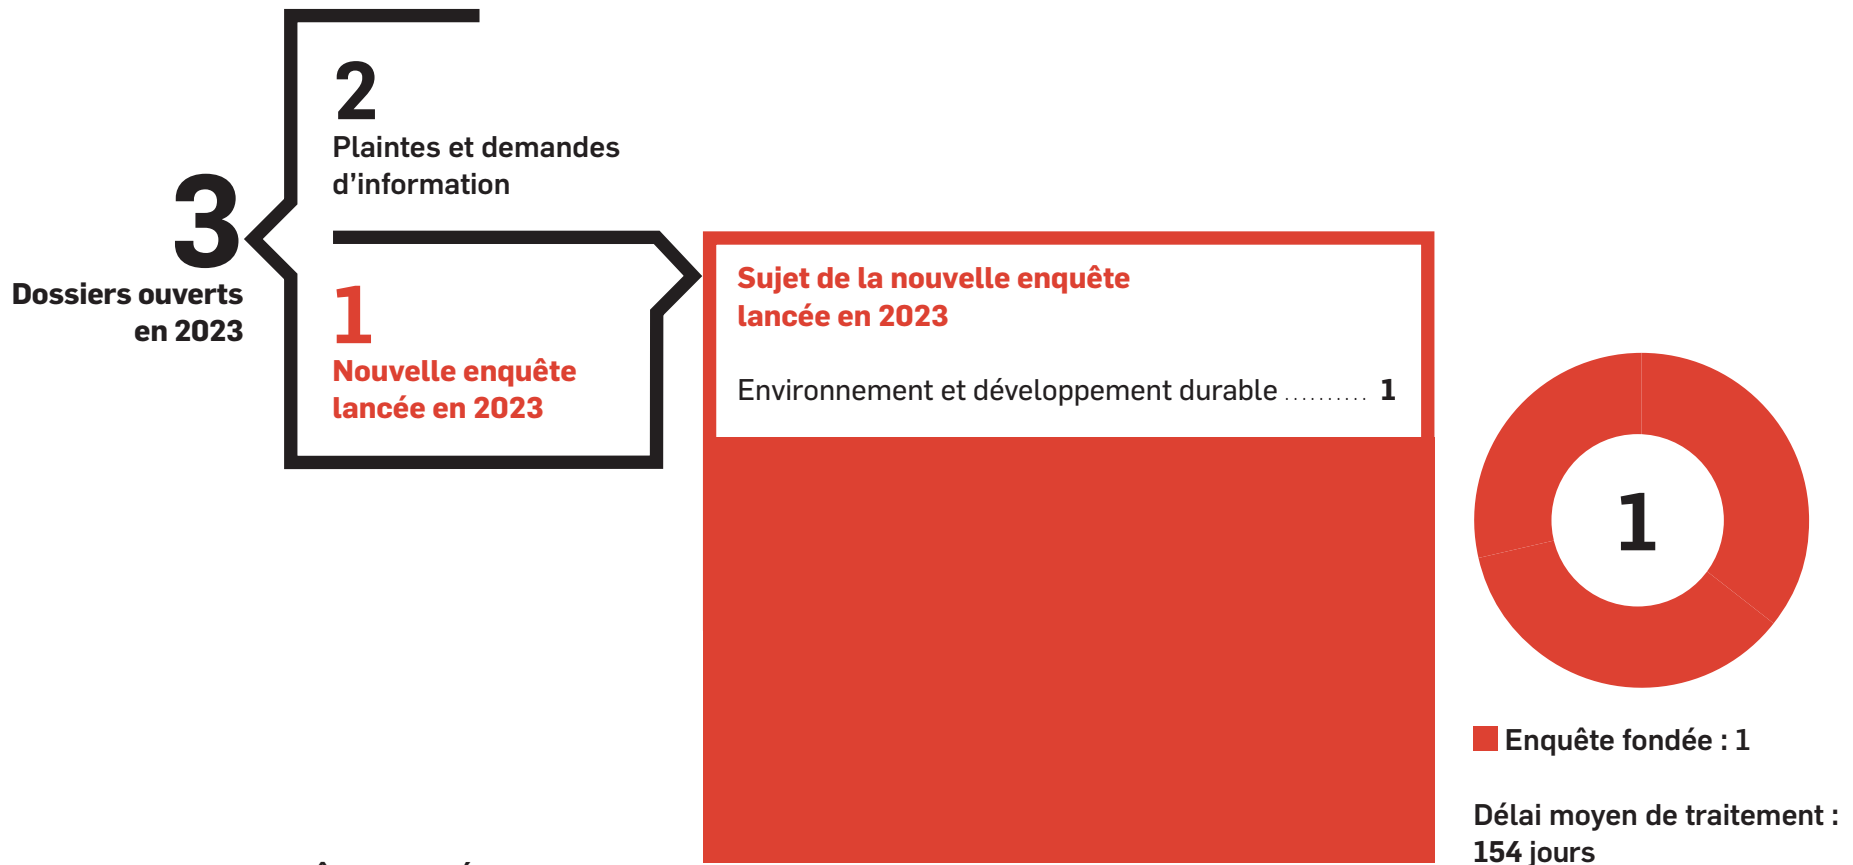 3
Dossiers ouverts
en 2023
2
Plaintes et demandes
d’information
1
Nouvelle enquête
lancée en 2023
Sujet de la nouvelle enquête
lancée en 2023
Environnement et développement durable .......... 1
1
Enquête fondée : 1
Délai moyen de traitement :
154 jours